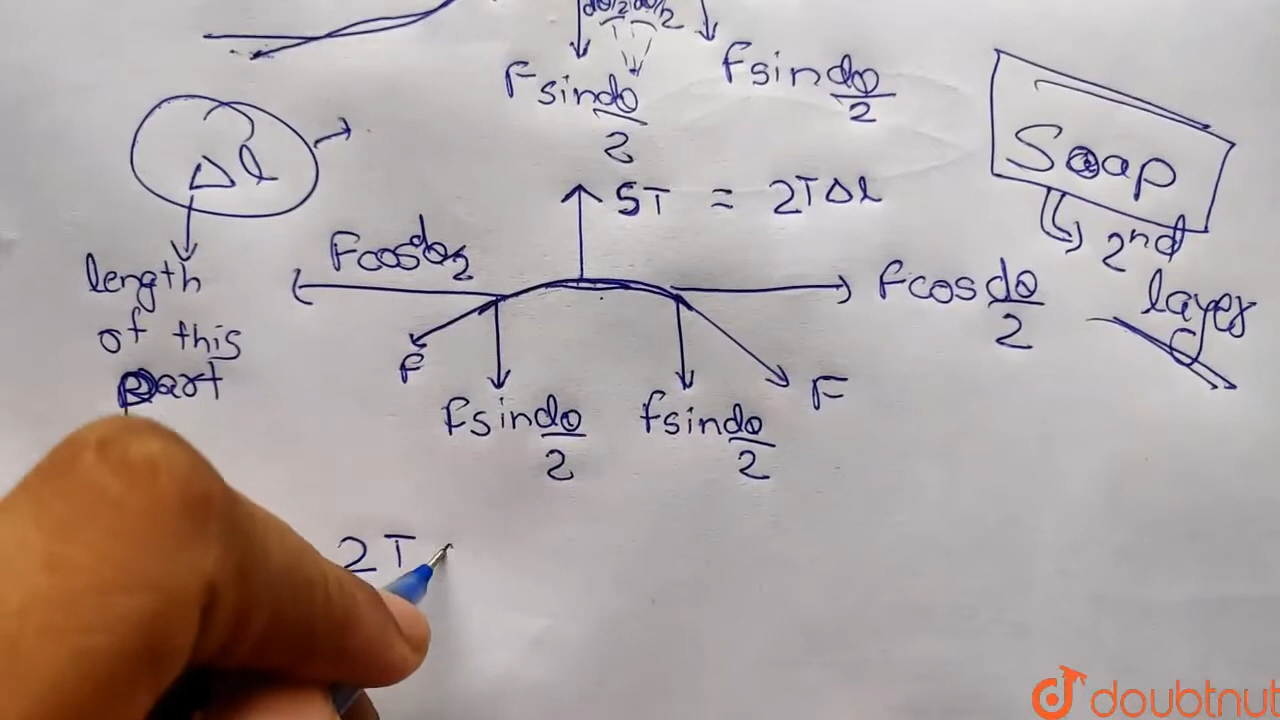 dθ/2 dθ/2
F sin dθ/2
F sin dθ/2
Δl
length
of this
part
ST = 2TΔl
F cos dθ/2
F cos dθ/2
F
F
F sin dθ/2
F sin dθ/2
Soap
2nd
layer
2T
doubtnut